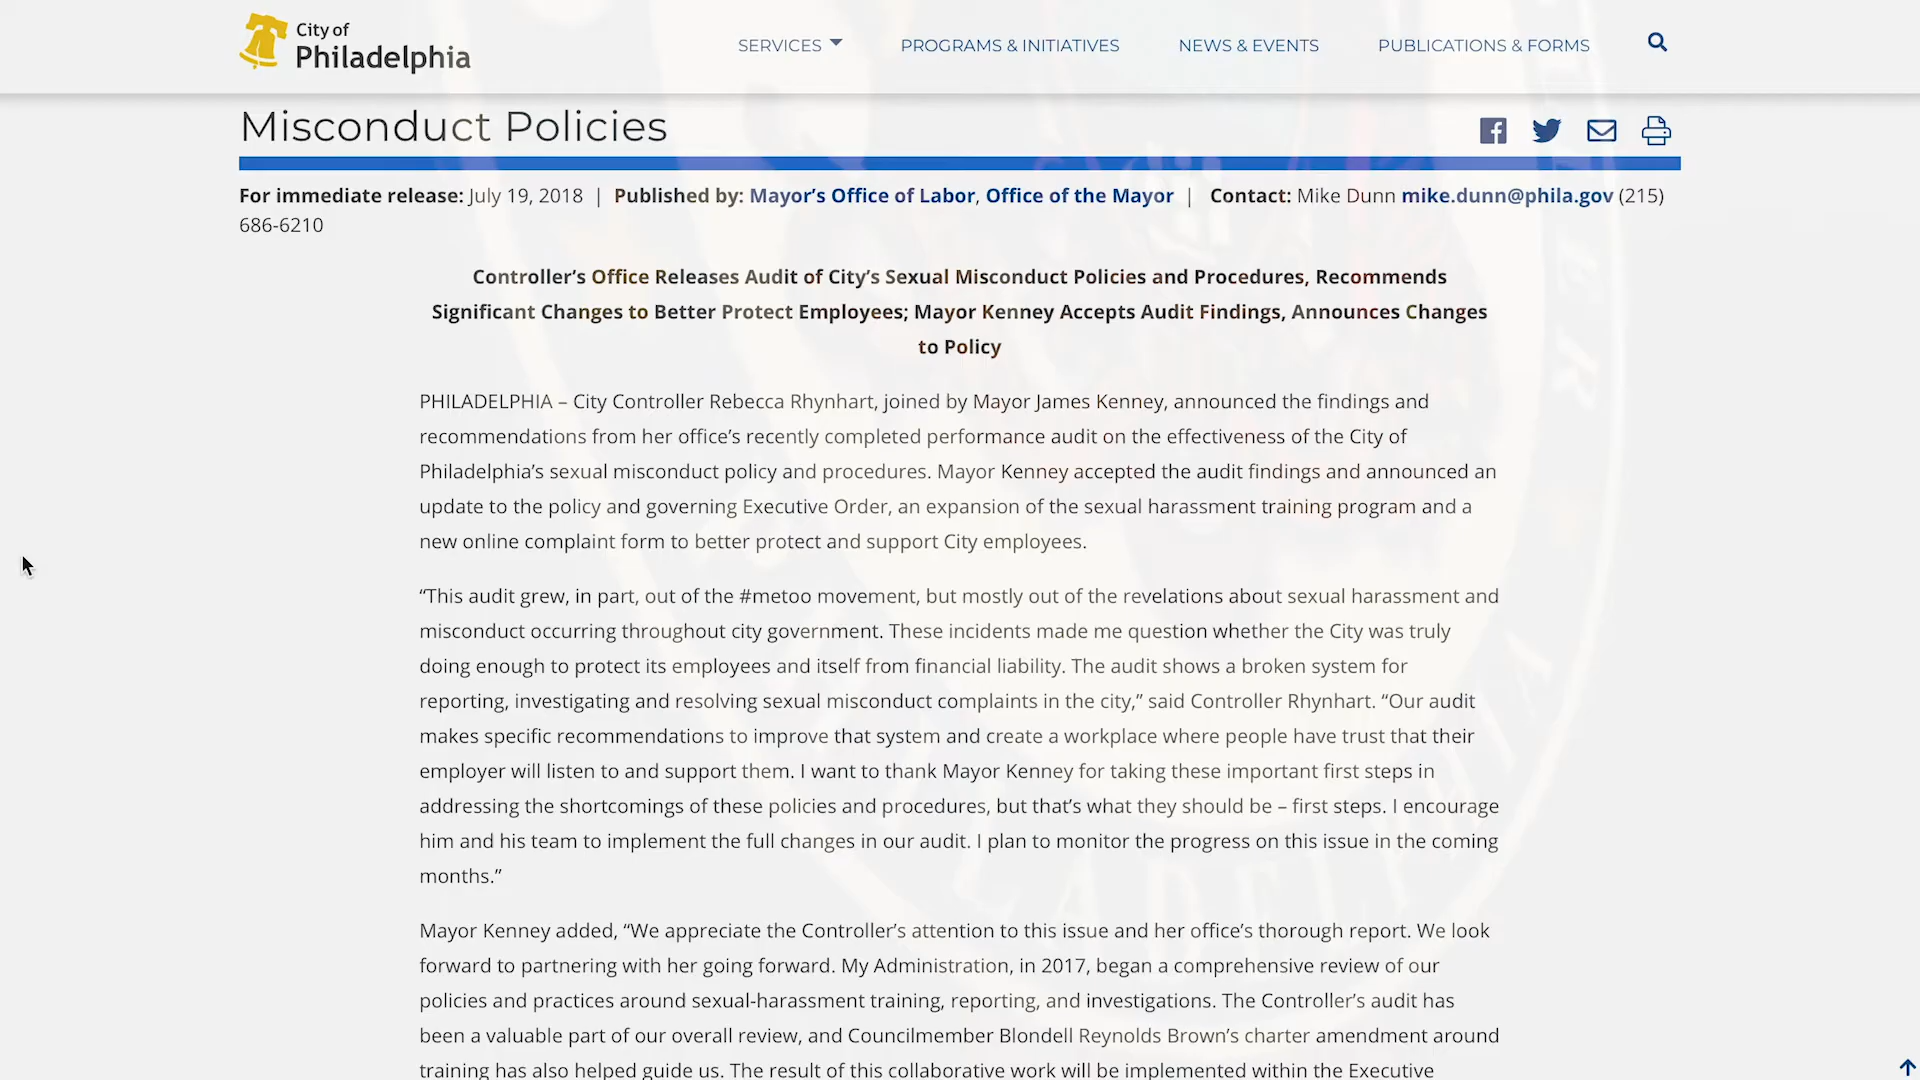 City of
Philadelphia
SERVICES
PROGRAMS & INITIATIVES
NEWS & EVENTS
PUBLICATIONS & FORMS
Misconduct Policies
For immediate release: July 19, 2018 | Published by: Mayor’s Office of Labor, Office of the Mayor | Contact: Mike Dunn mike.dunn@phila.gov (215)
686-6210
Controller’s Office Releases Audit of City’s Sexual Misconduct Policies and Procedures, Recommends
Significant Changes to Better Protect Employees; Mayor Kenney Accepts Audit Findings, Announces Changes
to Policy
PHILADELPHIA – City Controller Rebecca Rhynhart, joined by Mayor James Kenney, announced the findings and
recommendations from her office’s recently completed performance audit on the effectiveness of the City of
Philadelphia’s sexual misconduct policy and procedures. Mayor Kenney accepted the audit findings and announced an
update to the policy and governing Executive Order, an expansion of the sexual harassment training program and a
new online complaint form to better protect and support City employees.
“This audit grew, in part, out of the #metoo movement, but mostly out of the revelations about sexual harassment and
misconduct occurring throughout city government. These incidents made me question whether the City was truly
doing enough to protect its employees and itself from financial liability. The audit shows a broken system for
reporting, investigating and resolving sexual misconduct complaints in the city,” said Controller Rhynhart. “Our audit
makes specific recommendations to improve that system and create a workplace where people have trust that their
employer will listen to and support them. I want to thank Mayor Kenney for taking these important first steps in
addressing the shortcomings of these policies and procedures, but that’s what they should be – first steps. I encourage
him and his team to implement the full changes in our audit. I plan to monitor the progress on this issue in the coming
months.”
Mayor Kenney added, “We appreciate the Controller’s attention to this issue and her office’s thorough report. We look
forward to partnering with her going forward. My Administration, in 2017, began a comprehensive review of our
policies and practices around sexual-harassment training, reporting, and investigations. The Controller’s audit has
been a valuable part of our overall review, and Councilmember Blondell Reynolds Brown’s charter amendment around
training has also helped guide us. The result of this collaborative work will be implemented within the Executive